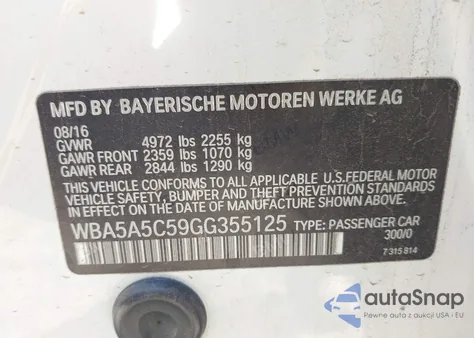 MFD BY BAYERISCHE MOTOREN WERKE AG
08/16
GVWR 4972 lbs 2255 kg
GAWR FRONT 2359 lbs 1070 kg
GAWR REAR 2844 lbs 1290 kg
THIS VEHICLE CONFORMS TO ALL APPLICABLE U.S.FEDERAL MOTOR
VEHICLE SAFETY, BUMPER AND THEFT PREVENTION STANDARDS
IN EFFECT ON THE DATE OF MANUFACTURE SHOWN ABOVE.
WBA5A5C59GG355125 TYPE: PASSENGER CAR
300/0
7 315 814
autoSnap
Pewne auta z aukcji USA i EU